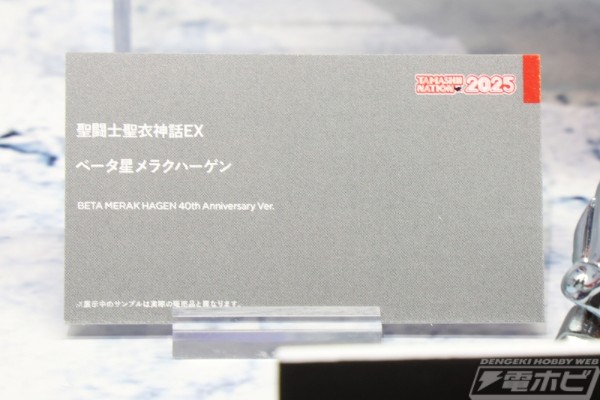 TAMASHII
NATION 2025
聖闘士聖衣神話EX
ベータ星メラクハーゲン
BETA MERAK HAGEN 40th Anniversary Ver.
※展示中のサンプルは実際の商品と異なります。
DENGEKI HOBBY WEB
電ホビ